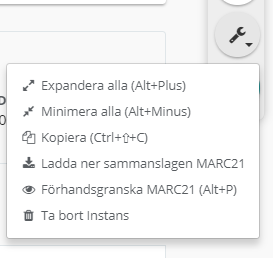 Expandera alla (Alt+Plus)
Minimera alla (Alt+Minus)
Kopiera (Ctrl+⇧+C)
Ladda ner sammanslagen MARC21
Förhandsgranska MARC21 (Alt+P)
Ta bort Instans